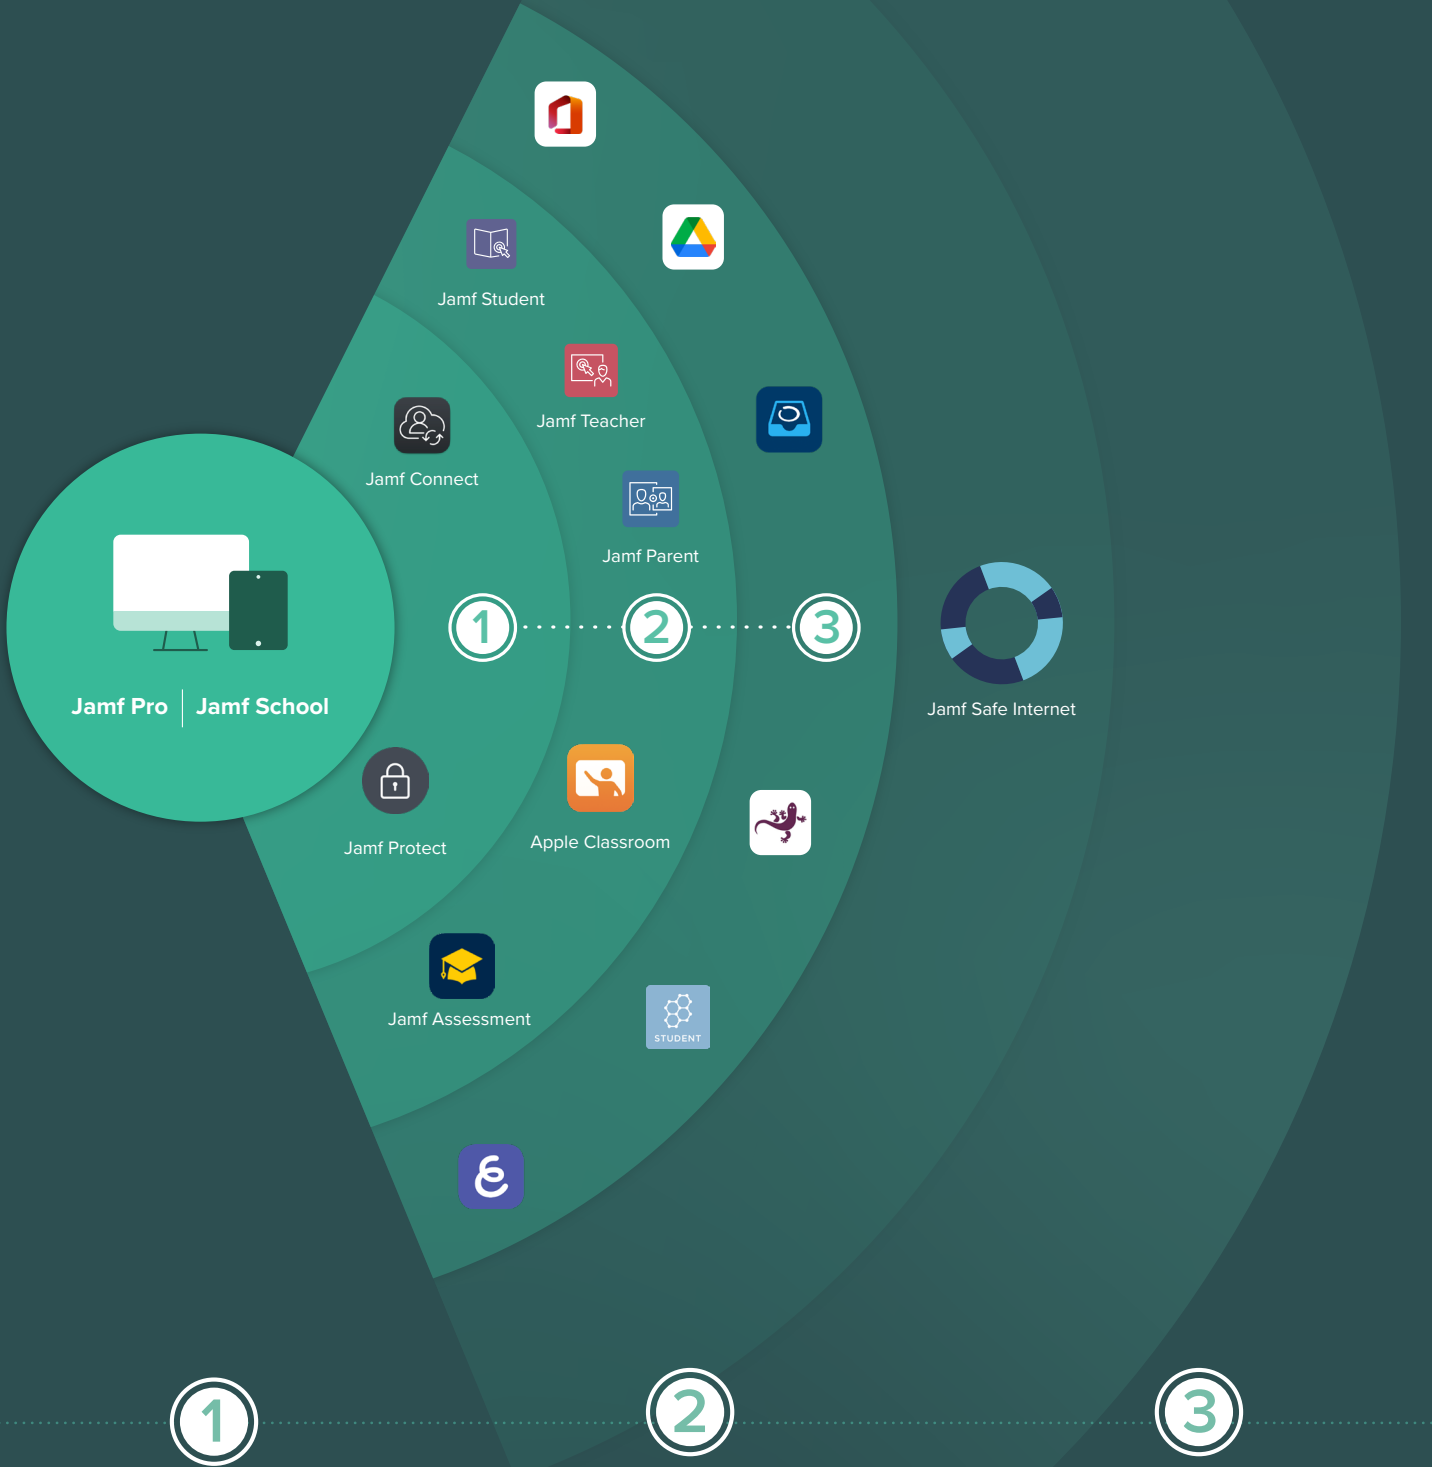 Jamf Student
Jamf Teacher
Jamf Connect
Jamf Parent
1
2
3
Jamf Pro | Jamf School
Jamf Safe Internet
Jamf Protect
Apple Classroom
Jamf Assessment
STUDENT
1
2
3